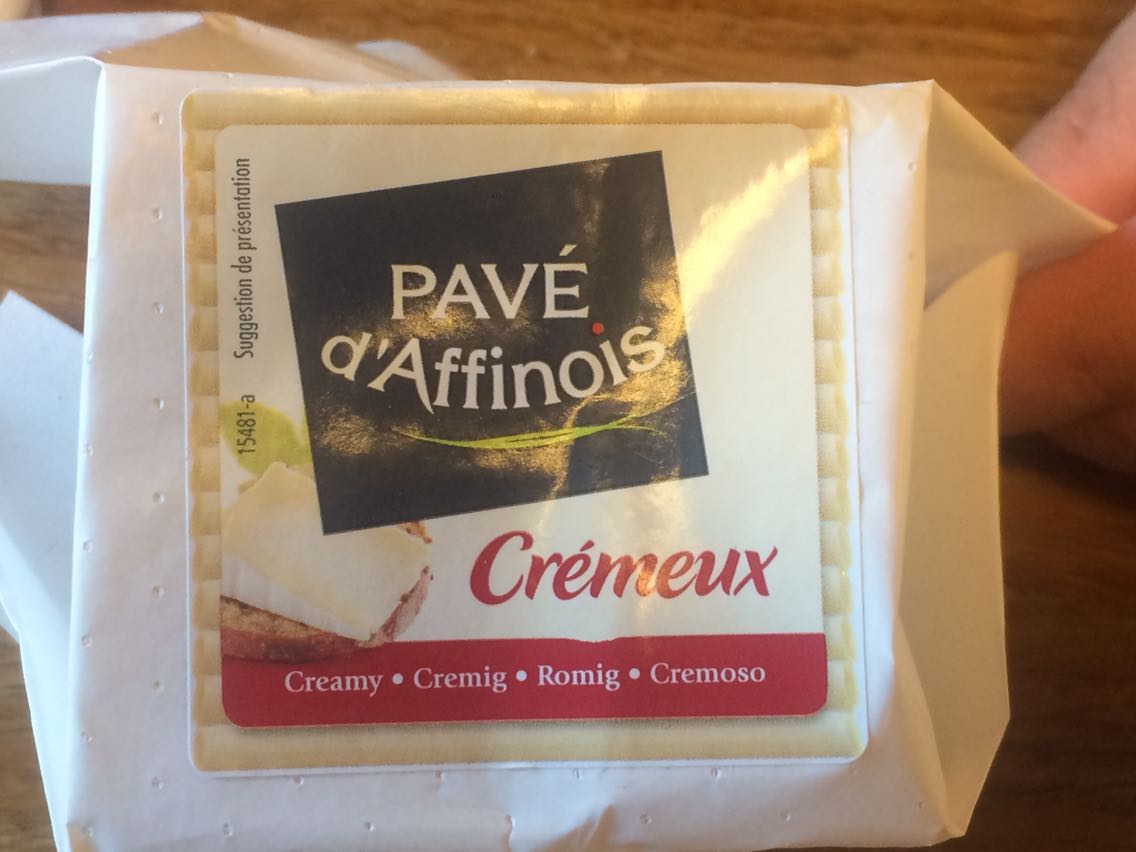 Suggestion de présentation
15481-a
PAVÉ
d'Affinois
Crémeux
Creamy • Cremig • Romig • Cremoso